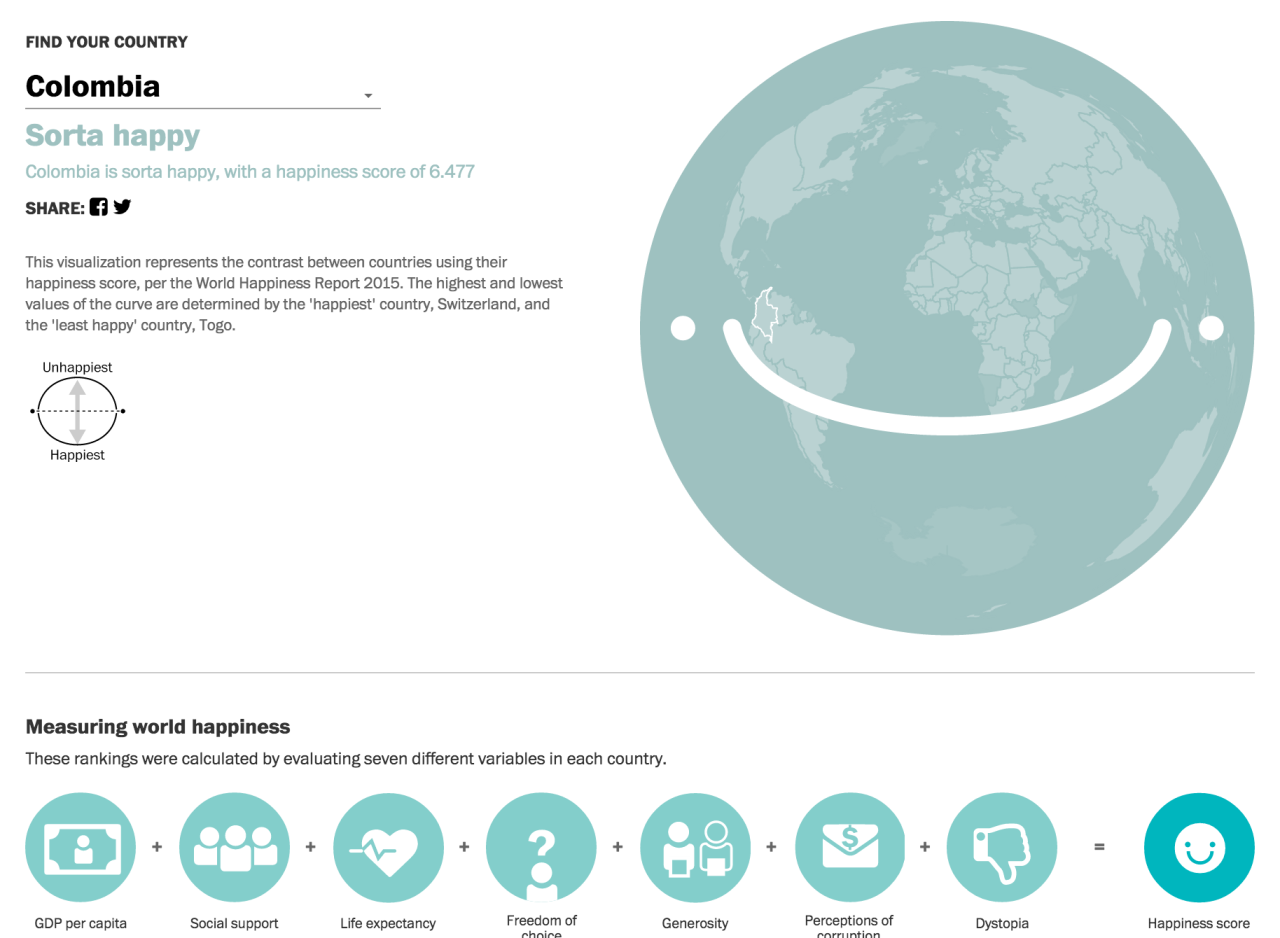 FIND YOUR COUNTRY
Colombia
Sorta happy
Colombia is sorta happy, with a happiness score of 6.477
SHARE:
This visualization represents the contrast between countries using their
happiness score, per the World Happiness Report 2015. The highest and lowest
values of the curve are determined by the 'happiest' country, Switzerland, and
the 'least happy' country, Togo.
Unhappiest
Happiest
Measuring world happiness
These rankings were calculated by evaluating seven different variables in each country.
? $
+ + + + + + =
GDP per capita Social support Life expectancy Freedom of choice Generosity Perceptions of corruption Dystopia Happiness score